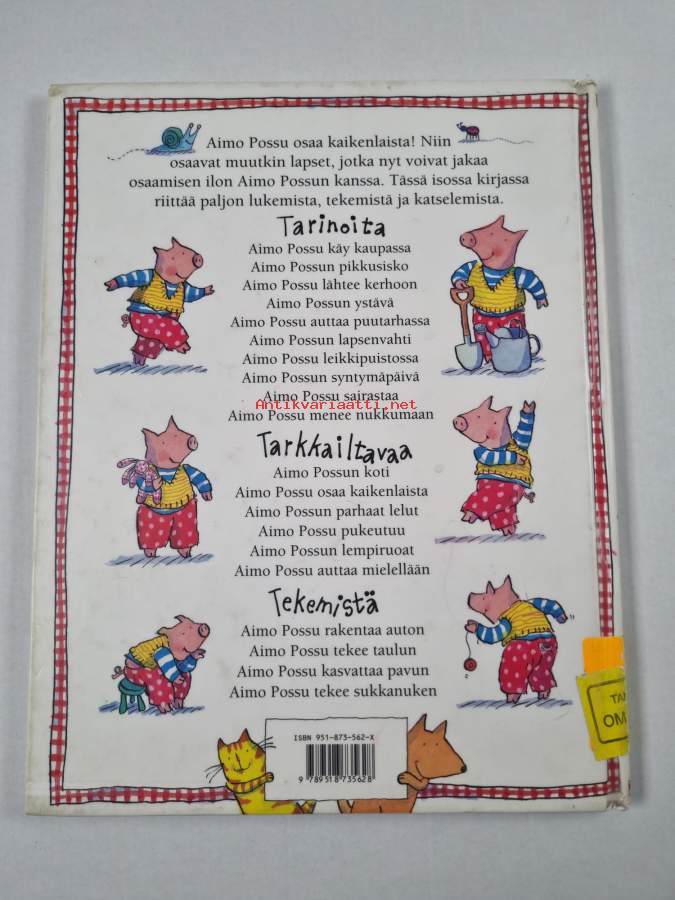 Aimo Possu osaa kaikenlaista! Niin
osaavat muutkin lapset, jotka nyt voivat jakaa
osaamisen ilon Aimo Possun kanssa. Tässä isossa kirjassa
riittää paljon lukemista, tekemistä ja katselemista.
Tarinoita
Aimo Possu käy kaupassa
Aimo Possun pikkusisko
Aimo Possu lähtee kerhoon
Aimo Possun ystävä
Aimo Possu auttaa puutarhassa
Aimo Possun lapsenvahti
Aimo Possu leikkipuistossa
Aimo Possun syntymäpäivä
Aimo Possu sairastaa
Antikvariaatti.net
Aimo Possu menee nukkumaan
Tarkkailtavaa
Aimo Possun koti
Aimo Possu osaa kaikenlaista
Aimo Possun parhaat lelut
Aimo Possu pukeutuu
Aimo Possun lempiruoat
Aimo Possu auttaa mielellään
Tekemistä
Aimo Possu rakentaa auton
Aimo Possu tekee taulun
Aimo Possu kasvattaa pavun
Aimo Possu tekee sukkanuken
ISBN 951-873-562-X
9 789518 735628